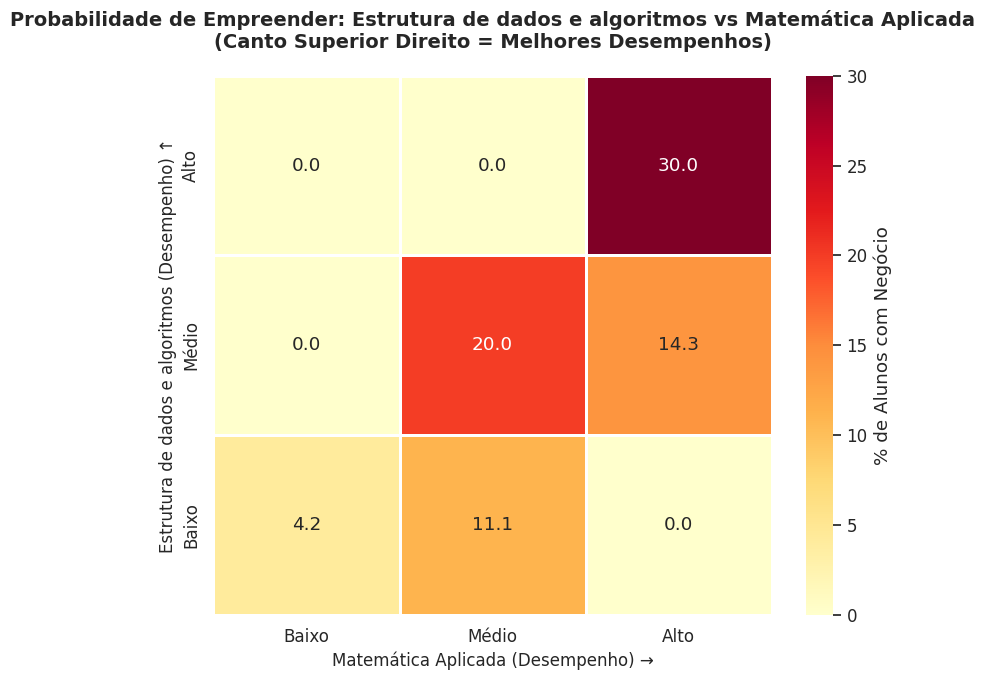 Probabilidade de Empreender: Estrutura de dados e algoritmos vs Matemática Aplicada
(Canto Superior Direito = Melhores Desempenhos)
Estrutura de dados e algoritmos (Desempenho) ↑
Alto
0.0 0.0 30.0
Médio
0.0 20.0 14.3
Baixo
4.2 11.1 0.0
Baixo Médio Alto
Matemática Aplicada (Desempenho) →
30
25
20
15
10
5
0
% de Alunos com Negócio